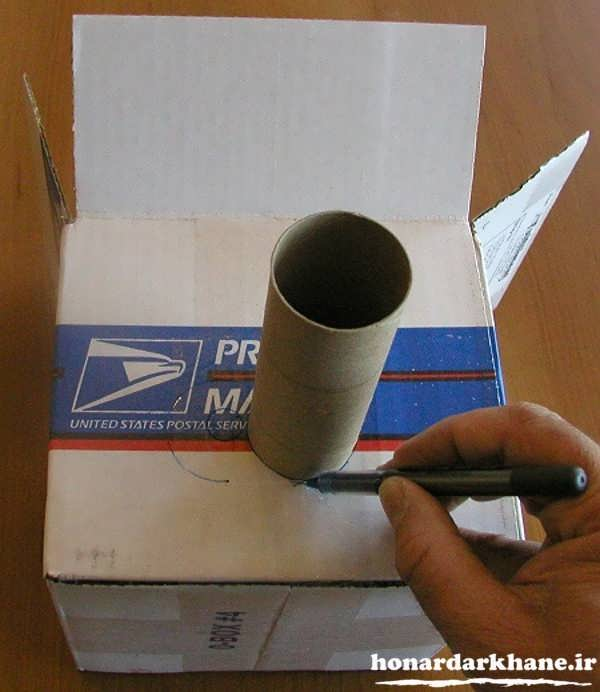 PR
MA
UNITED STATES POSTAL SERV
O-BOX #4
honardarkhane.ir